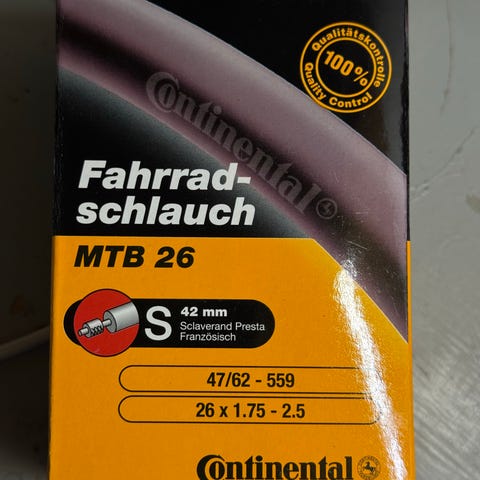 Qualitätskontrolle
100%
Quality Control
Continental
Fahrrad-
schlauch
MTB 26
S
42 mm
Sclaverand Presta
Französisch
47/62 - 559
26 x 1.75 - 2.5
Continental